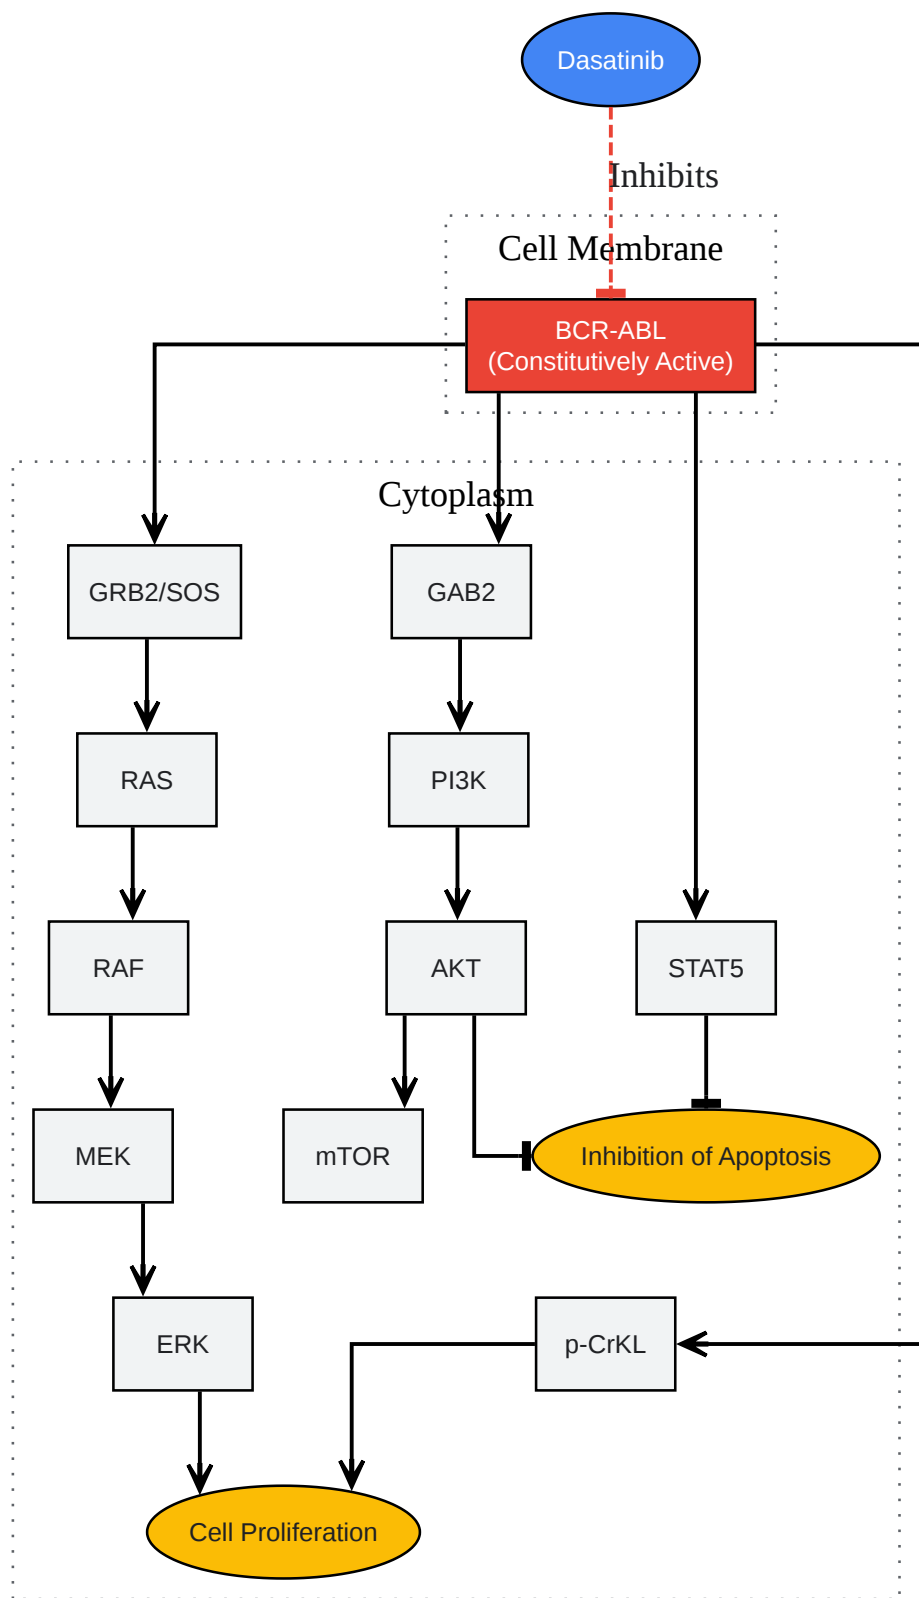 Dasatinib
Inhibits
Cell Membrane
BCR-ABL
(Constitutively Active)
Cytoplasm
GRB2/SOS
GAB2
RAS
PI3K
RAF
AKT
STAT5
MEK
mTOR
Inhibition of Apoptosis
ERK
p-CrKL
Cell Proliferation